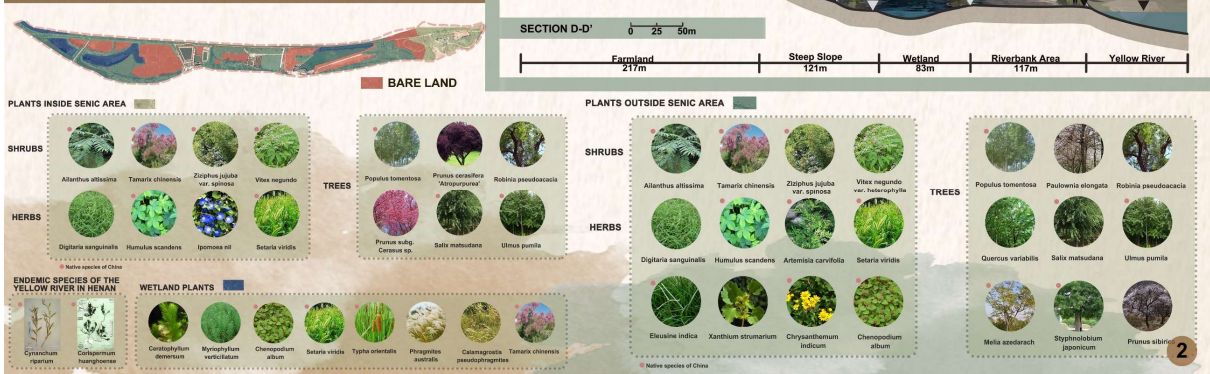 SECTION D-D'
0 25 50m
Farmland
217m
Steep Slope
121m
Wetland
83m
Riverbank Area
117m
Yellow River
BARE LAND
PLANTS INSIDE SENIC AREA
SHRUBS
Ailanthus altissima
Tamarix chinensis
Ziziphus jujuba
var. spinosa
Vitex negundo
HERBS
Digitaria sanguinalis
Humulus scandens
Ipomoea nil
Setaria viridis
Native species of China
TREES
Populus tomentosa
Prunus cerasifera
'Atropurpurea'
Robinia pseudoacacia
Prunus subg.
Cerasus sp.
Salix matsudana
Ulmus pumila
PLANTS OUTSIDE SENIC AREA
SHRUBS
Ailanthus altissima
Tamarix chinensis
Ziziphus jujuba
var. spinosa
Vitex negundo
var. heterophylla
HERBS
Digitaria sanguinalis
Humulus scandens
Artemisia carvifolia
Setaria viridis
Eleusine indica
Xanthium strumarium
Chrysanthemum
indicum
Chenopodium
album
Native species of China
TREES
Populus tomentosa
Paulownia elongata
Robinia pseudoacacia
Quercus variabilis
Salix matsudana
Ulmus pumila
Melia azedarach
Styphnolobium
japonicum
Prunus sibirica
ENDEMIC SPECIES OF THE
YELLOW RIVER IN HENAN
Cynanchum
riparium
Corispermum
huanghoense
WETLAND PLANTS
Ceratophyllum
demersum
Myriophyllum
verticillatum
Chenopodium
album
Setaria viridis
Typha orientalis
Phragmites
australis
Calamagrostis
pseudophragmites
Tamarix chinensis
2